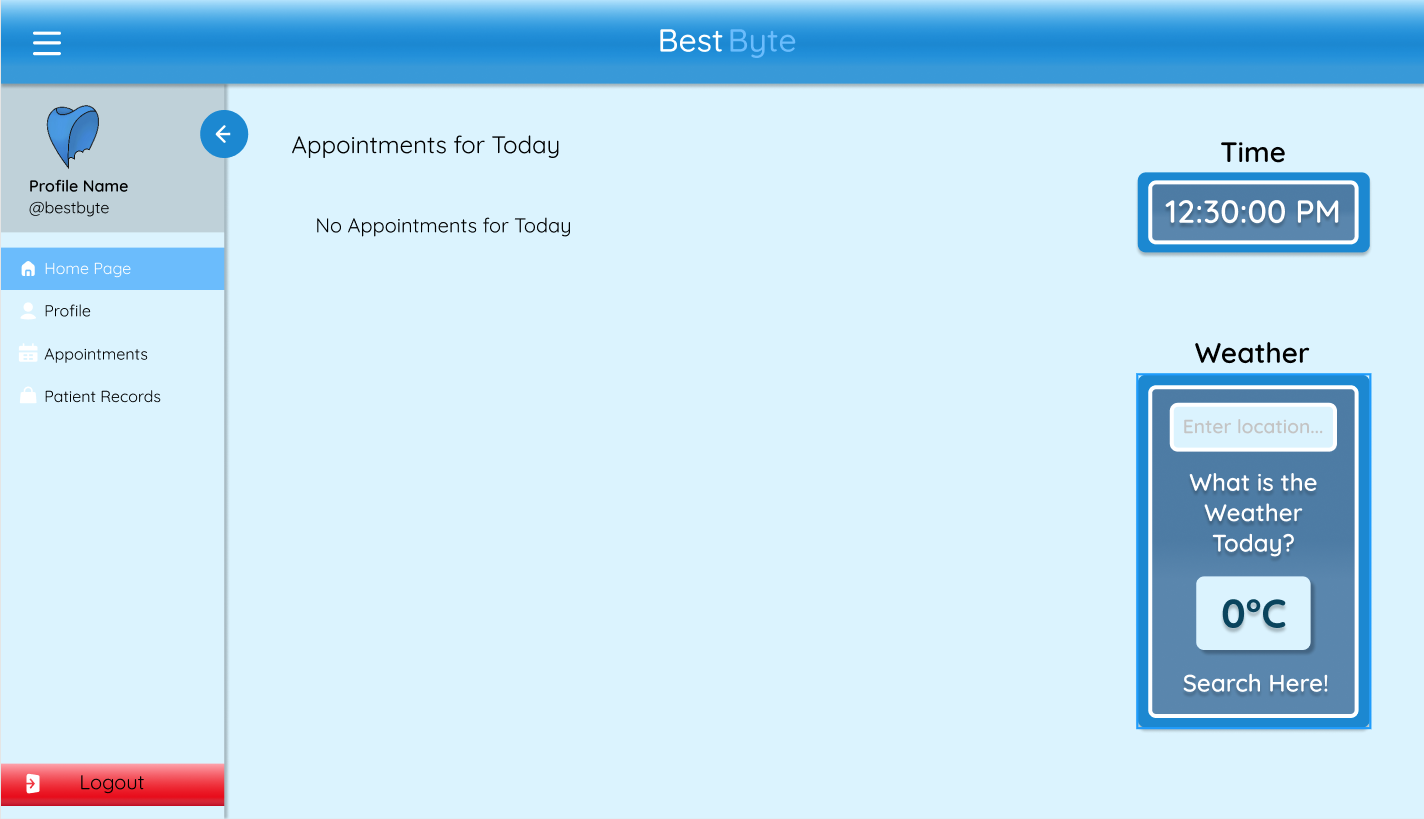 Best Byte
Profile Name
@bestbyte
Home Page
Profile
Appointments
Patient Records
Logout
Appointments for Today
No Appointments for Today
Time
12:30:00 PM
Weather
Enter location...
What is the
Weather
Today?
0°C
Search Here!